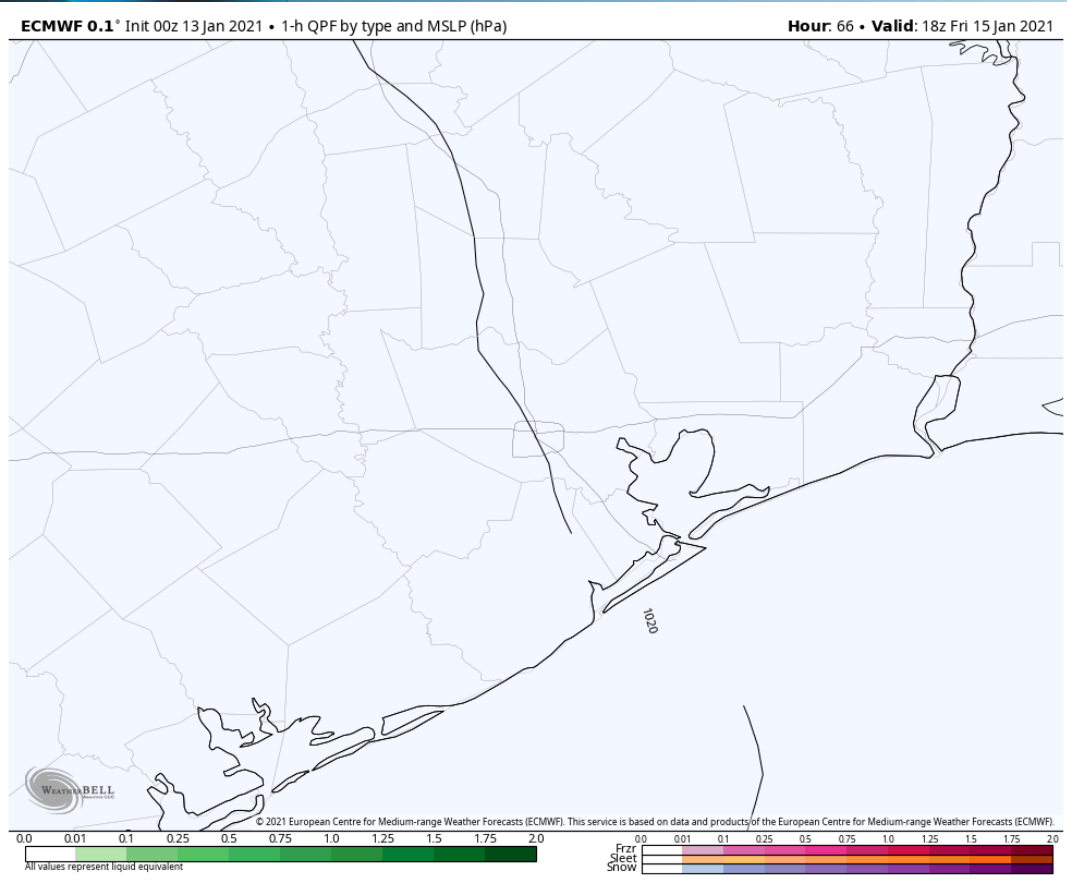 ECMWF 0.1° Init 00z 13 Jan 2021 • 1-h QPF by type and MSLP (hPa)
Hour: 66 • Valid: 18z Fri 15 Jan 2021
1020
WeatherBELL
© 2021 European Centre for Medium-range Weather Forecasts (ECMWF). This service is based on data and products of the European Centre for Medium-range Weather Forecasts (ECMWF).
0.0 0.01 0.1 0.25 0.5 0.75 1.0 1.25 1.5 1.75 2.0
All values represent liquid equivalent
0.0 0.01 0.1 0.25 0.5 0.75 1.0 1.25 1.5 1.75 2.0
Frzr
Sleet
Snow